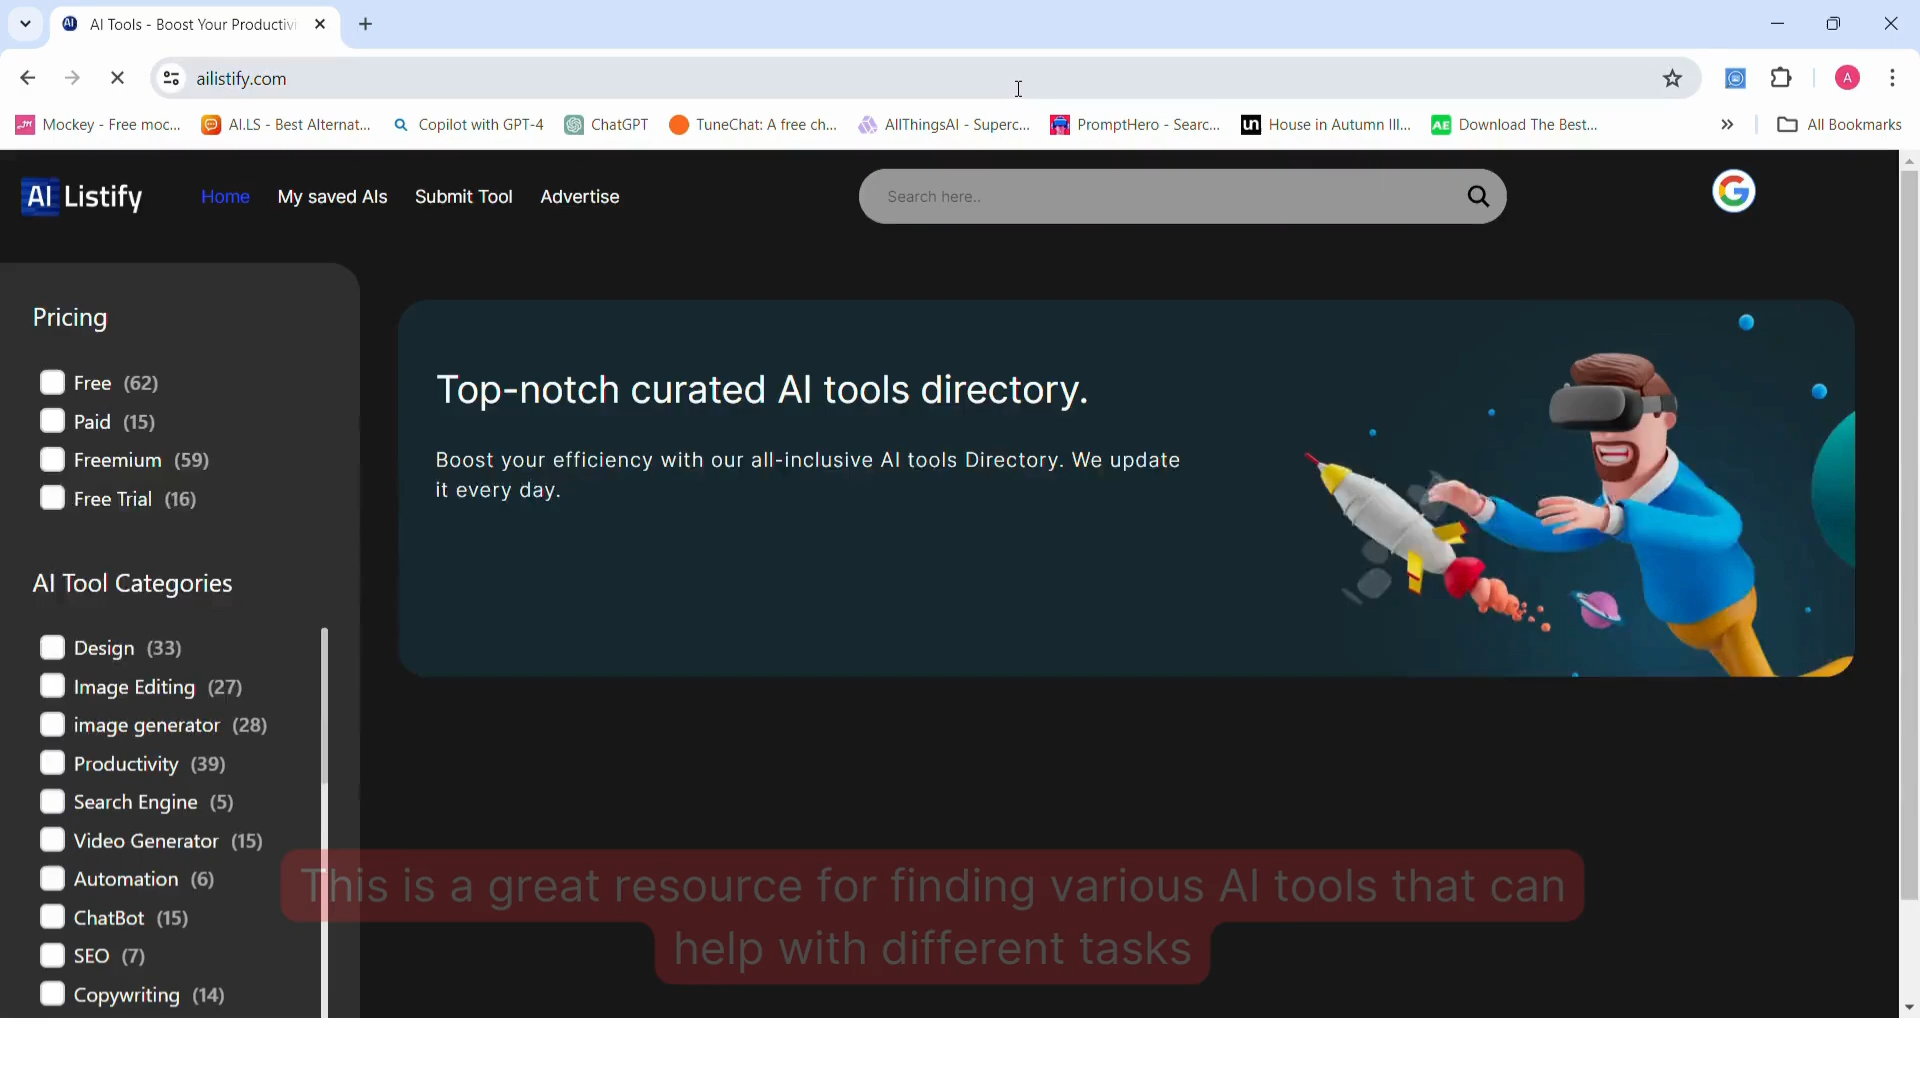 AI Tools - Boost Your Productivi
ailistify.com
A
Mockey - Free moc...
AI.LS - Best Alternat...
Copilot with GPT-4
ChatGPT
TuneChat: A free ch...
AllThingsAI - Superc...
PromptHero - Searc...
House in Autumn Ill...
Download The Best...
All Bookmarks
AI Listify
Home
My saved AIs
Submit Tool
Advertise
Search here..
Pricing
Free (62)
Paid (15)
Freemium (59)
Free Trial (16)
AI Tool Categories
Design (33)
Image Editing (27)
image generator (28)
Productivity (39)
Search Engine (5)
Video Generator (15)
Automation (6)
ChatBot (15)
SEO (7)
Copywriting (14)
Top-notch curated AI tools directory.
Boost your efficiency with our all-inclusive AI tools Directory. We update
it every day.
This is a great resource for finding various AI tools that can
help with different tasks